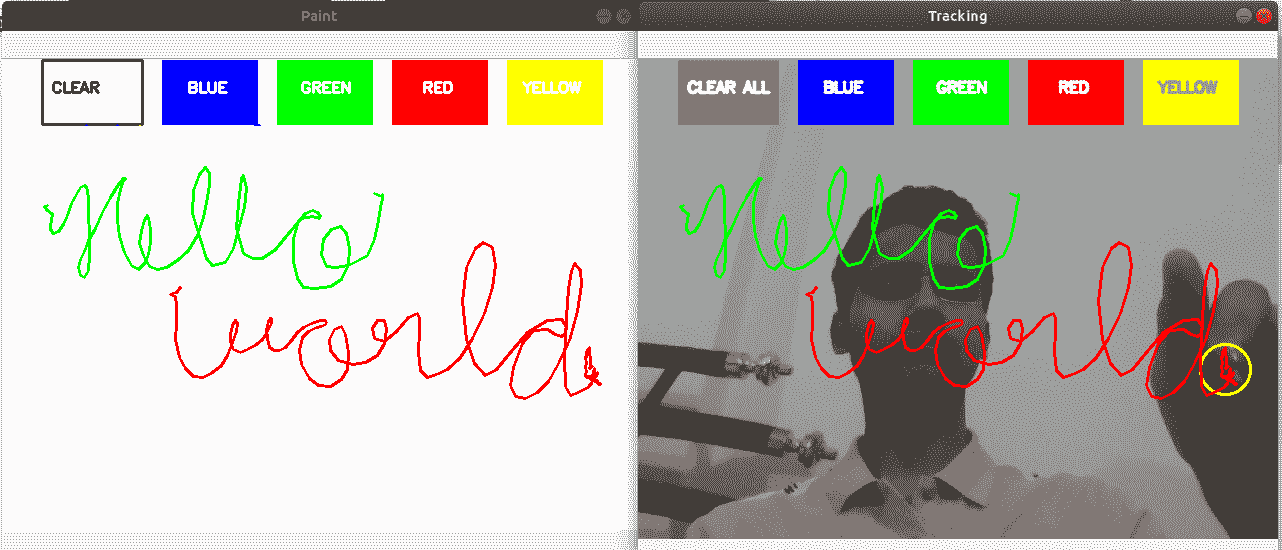 Paint
Tracking
CLEAR
BLUE
GREEN
RED
YELLOW
CLEAR ALL
BLUE
GREEN
RED
YELLOW
Hello
world
Hello
world